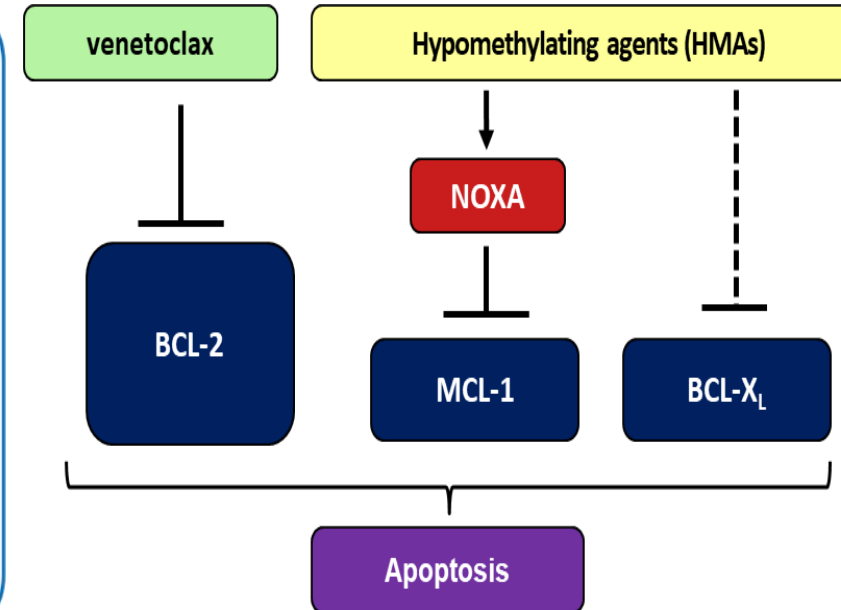 venetoclax
Hypomethylating agents (HMAs)
NOXA
BCL-2
MCL-1
BCL-XL
Apoptosis